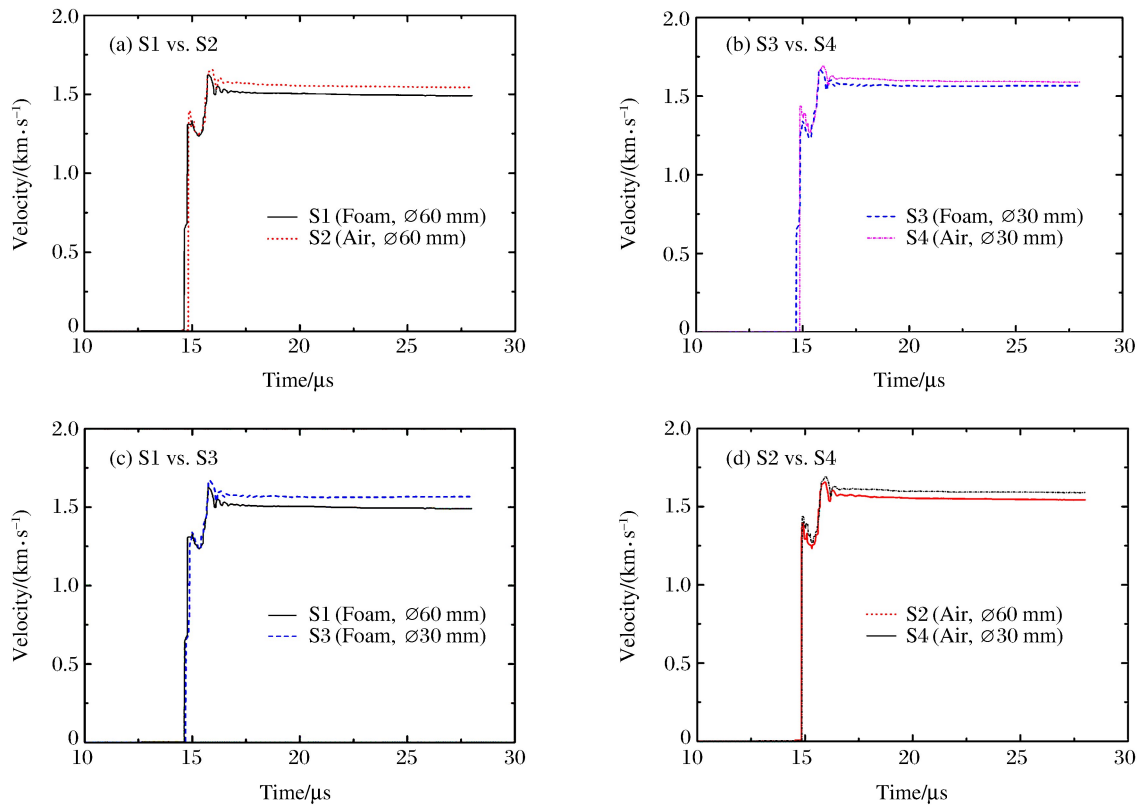 (a) S1 vs. S2
2.0
1.5
1.0
0.5
0
Velocity/(km·s⁻¹)
S1 (Foam, ∅60 mm)
S2 (Air, ∅60 mm)
10 15 20 25 30
Time/μs
(b) S3 vs. S4
2.0
1.5
1.0
0.5
0
Velocity/(km·s⁻¹)
S3 (Foam, ∅30 mm)
S4 (Air, ∅30 mm)
10 15 20 25 30
Time/μs
(c) S1 vs. S3
2.0
1.5
1.0
0.5
0
Velocity/(km·s⁻¹)
S1 (Foam, ∅60 mm)
S3 (Foam, ∅30 mm)
10 15 20 25 30
Time/μs
(d) S2 vs. S4
2.0
1.5
1.0
0.5
0
Velocity/(km·s⁻¹)
S2 (Air, ∅60 mm)
S4 (Air, ∅30 mm)
10 15 20 25 30
Time/μs